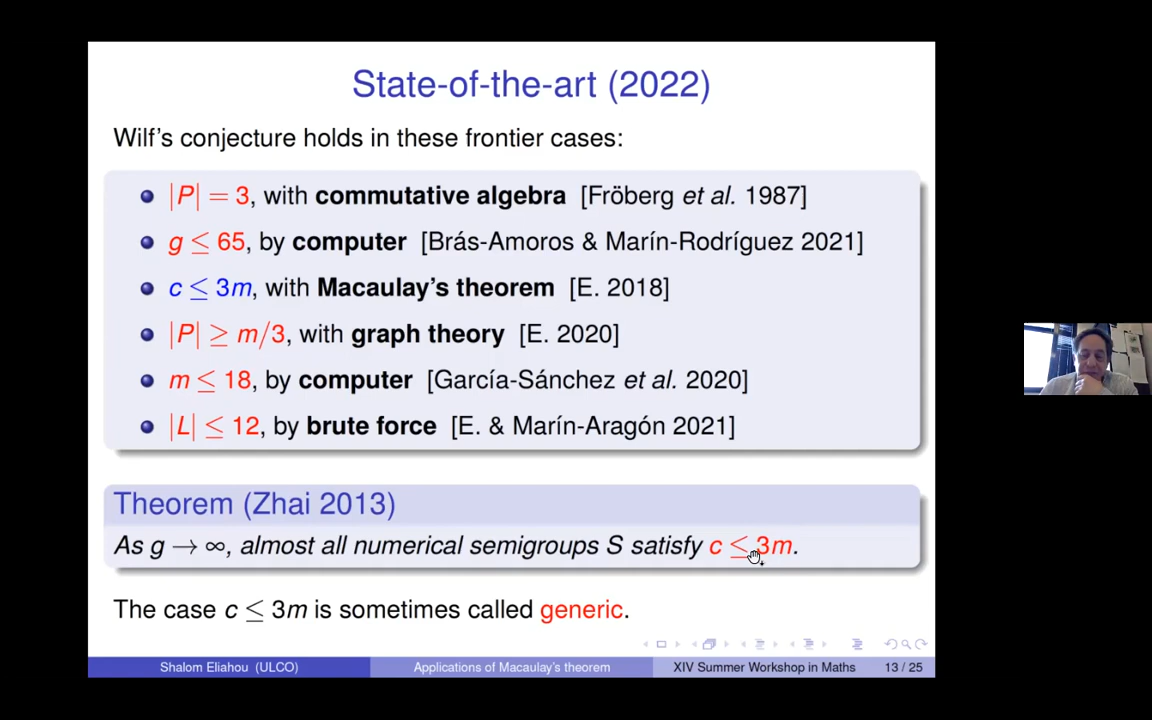 State-of-the-art (2022)
Wilf's conjecture holds in these frontier cases:
|P| = 3, with commutative algebra [Fröberg et al. 1987]
g ≤ 65, by computer [Brás-Amoros & Marín-Rodríguez 2021]
c ≤ 3m, with Macaulay's theorem [E. 2018]
|P| ≥ m/3, with graph theory [E. 2020]
m ≤ 18, by computer [García-Sánchez et al. 2020]
|L| ≤ 12, by brute force [E. & Marín-Aragón 2021]
Theorem (Zhai 2013)
As g → ∞, almost all numerical semigroups S satisfy c ≤ 3m.
The case c ≤ 3m is sometimes called generic.
Shalom Eliahou (ULCO) Applications of Macaulay's theorem XIV Summer Workshop in Maths 13 / 25